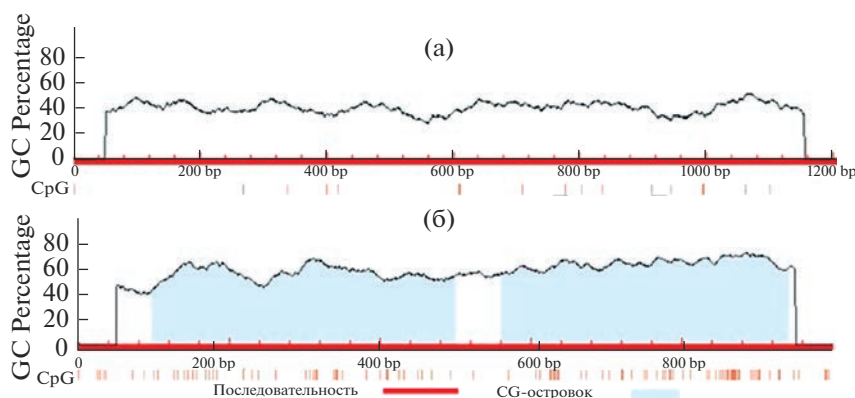 (а)
GC Percentage
80
60
40
20
0
0 200 bp 400 bp 600 bp 800 bp 1000 bp 1200 bp
CpG
(б)
GC Percentage
80
60
40
20
0
0 200 bp 400 bp 600 bp 800 bp
CpG
Последовательность CG-островок